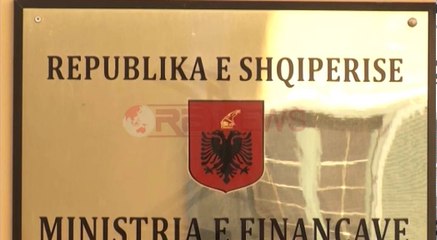 REPUBLIKA E SHQIPERISE
MINISTRIA E FINANCAVE